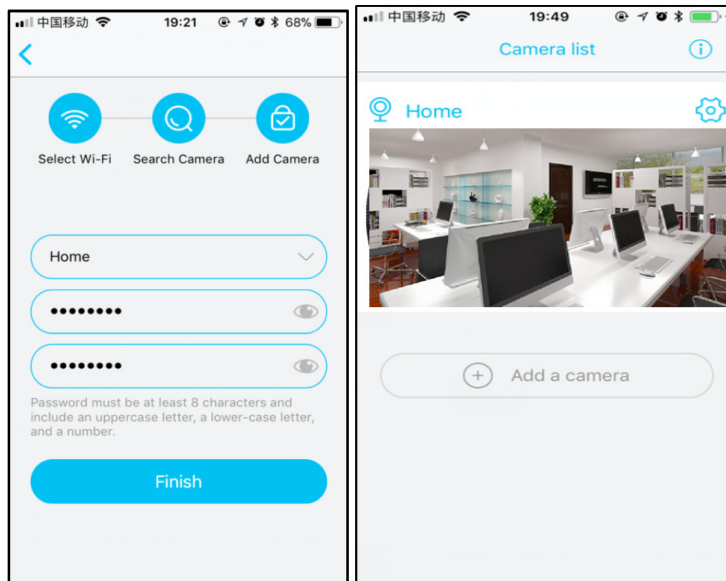 中国移动 19:21 68%
Select Wi-Fi Search Camera Add Camera
Home
Password must be at least 8 characters and
include an uppercase letter, a lower-case letter,
and a number.
Finish
中国移动 19:49
Camera list
Home
Add a camera